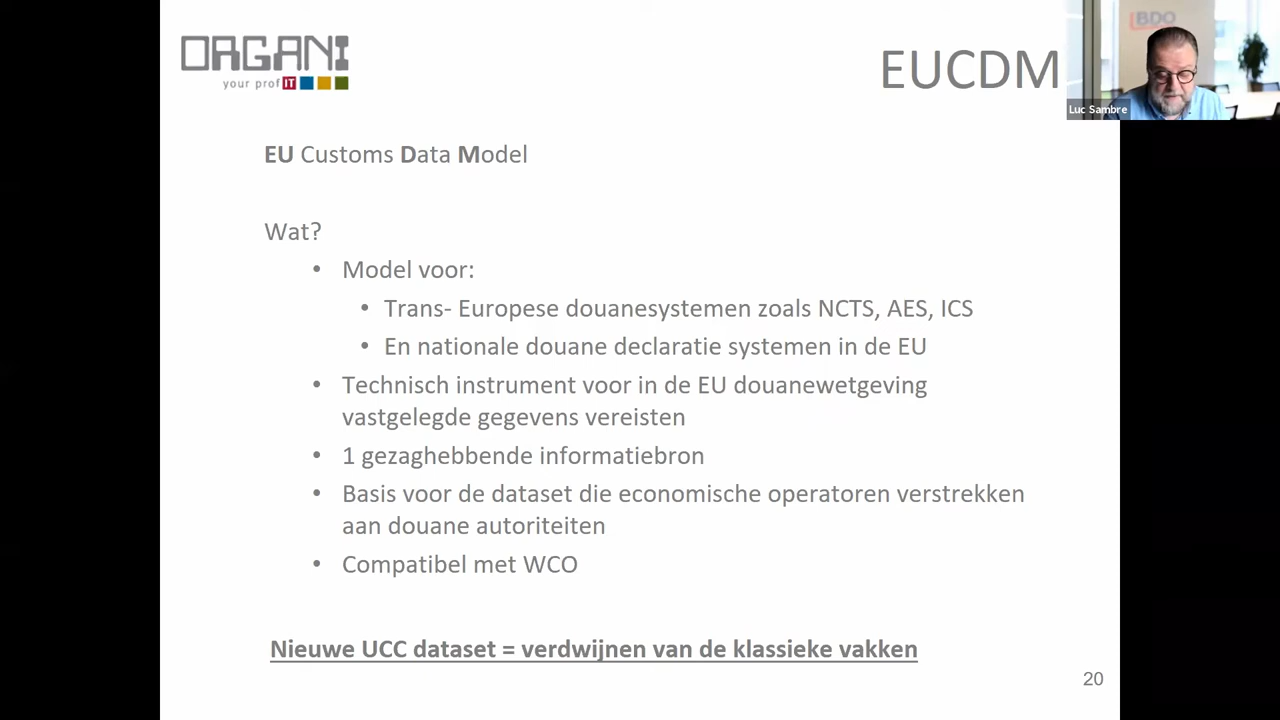 ORGANI
your profIT
EUCDM
BDO
Luc Sambre
EU Customs Data Model
Wat?
• Model voor:
• Trans- Europese douanesystemen zoals NCTS, AES, ICS
• En nationale douane declaratie systemen in de EU
• Technisch instrument voor in de EU douanewetgeving
vastgelegde gegevens vereisten
• 1 gezaghebbende informatiebron
• Basis voor de dataset die economische operatoren verstrekken
aan douane autoriteiten
• Compatibel met WCO
Nieuwe UCC dataset = verdwijnen van de klassieke vakken
20